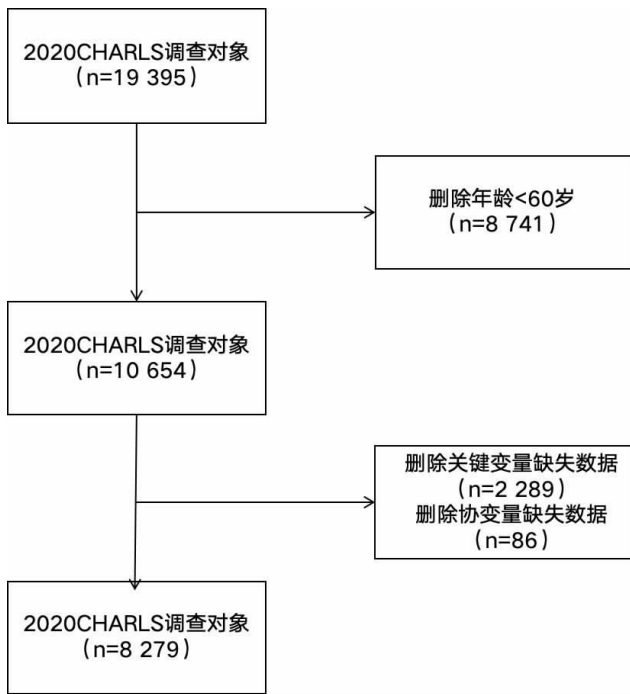 2020CHARLS调查对象
（n=19 395）
删除年龄<60岁
（n=8 741）
2020CHARLS调查对象
（n=10 654）
删除关键变量缺失数据
（n=2 289）
删除协变量缺失数据
（n=86）
2020CHARLS调查对象
（n=8 279）